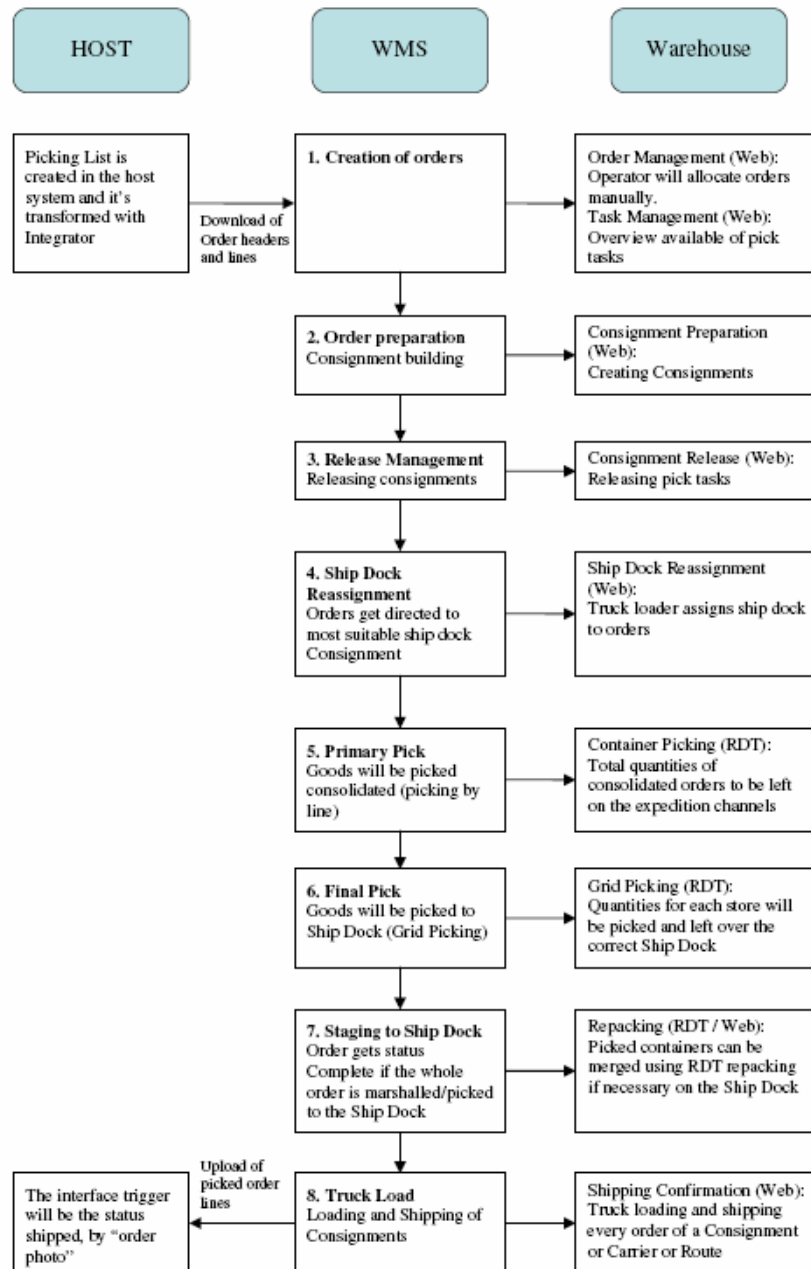 HOST
WMS
Warehouse
Picking List is
created in the host
system and it's
transformed with
Integrator
Download of
Order headers
and lines
1. Creation of orders
Order Management (Web):
Operator will allocate orders
manually.
Task Management (Web):
Overview available of pick
tasks
2. Order preparation
Consignment building
Consignment Preparation
(Web):
Creating Consignments
3. Release Management
Releasing consignments
Consignment Release (Web):
Releasing pick tasks
4. Ship Dock
Reassignment
Orders get directed to
most suitable ship dock
Consignment
Ship Dock Reassignment
(Web):
Truck loader assigns ship dock
to orders
5. Primary Pick
Goods will be picked
consolidated (picking by
line)
Container Picking (RDT):
Total quantities of
consolidated orders to be left
on the expedition channels
6. Final Pick
Goods will be picked to
Ship Dock (Grid Picking)
Grid Picking (RDT):
Quantities for each store will
be picked and left over the
correct Ship Dock
7. Staging to Ship Dock
Order gets status
Complete if the whole
order is marshalled/picked
to the Ship Dock
Repacking (RDT / Web):
Picked containers can be
merged using RDT repacking
if necessary on the Ship Dock
The interface trigger
will be the status
shipped, by “order
photo”
Upload of
picked order
lines
8. Truck Load
Loading and Shipping of
Consignments
Shipping Confirmation (Web):
Truck loading and shipping
every order of a Consignment
or Carrier or Route